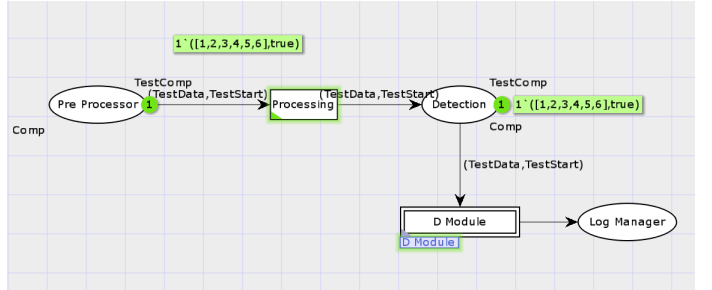 1`([1,2,3,4,5,6],true)
TestComp
(TestData,TestStart)
(TestData,TestStart)
TestComp
Pre Processor
1
Processing
Detection
1
1`([1,2,3,4,5,6],true)
Comp
Comp
(TestData,TestStart)
D Module
Log Manager
D Module